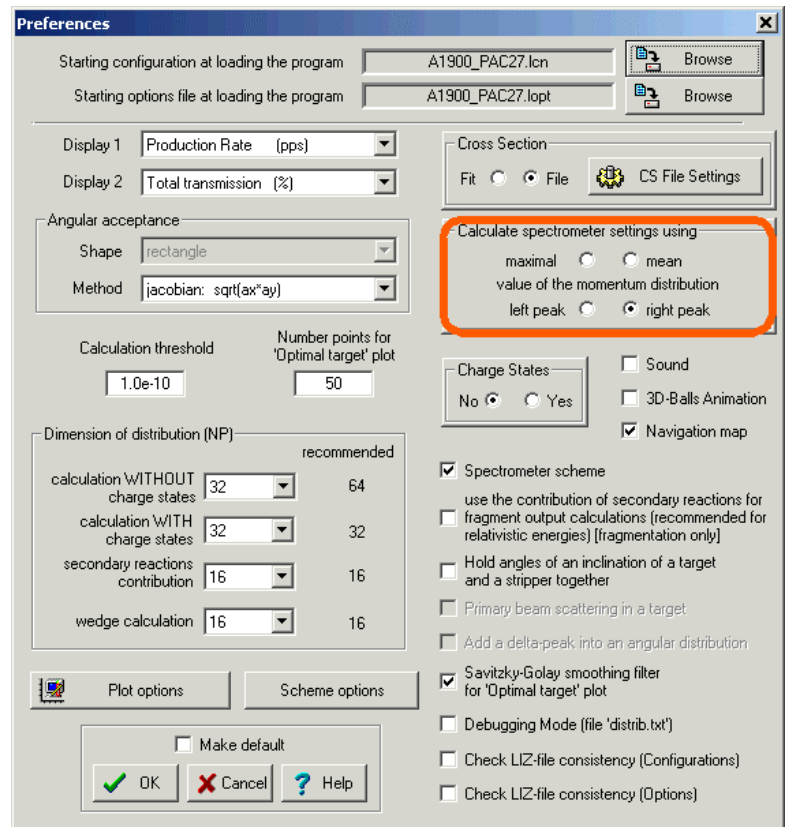 Preferences
Starting configuration at loading the program A1900_PAC27.lcn Browse
Starting options file at loading the program A1900_PAC27.lopt Browse
Display 1 Production Rate (pps)
Display 2 Total transmission (%)
Cross Section
Fit File CS File Settings
Angular acceptance
Shape rectangle
Method jacobian: sqrt(ax*ay)
Calculate spectrometer settings using
maximal mean
value of the momentum distribution
left peak right peak
Calculation threshold
1.0e-10
Number points for
'Optimal target' plot
50
Charge States
No Yes
Sound
3D-Balls Animation
Navigation map
Dimension of distribution (NP)
recommended
calculation WITHOUT
charge states 32 64
calculation WITH
charge states 32 32
secondary reactions
contribution 16 16
wedge calculation 16 16
Spectrometer scheme
use the contribution of secondary reactions for
fragment output calculations (recommended for
relativistic energies) [fragmentation only]
Hold angles of an inclination of a target
and a stripper together
Primary beam scattering in a target
Add a delta-peak into an angular distribution
Savitzky-Golay smoothing filter
for 'Optimal target' plot
Debugging Mode (file 'distrib.txt')
Check LIZ-file consistency (Configurations)
Check LIZ-file consistency (Options)
Plot options Scheme options
Make default
OK Cancel ? Help